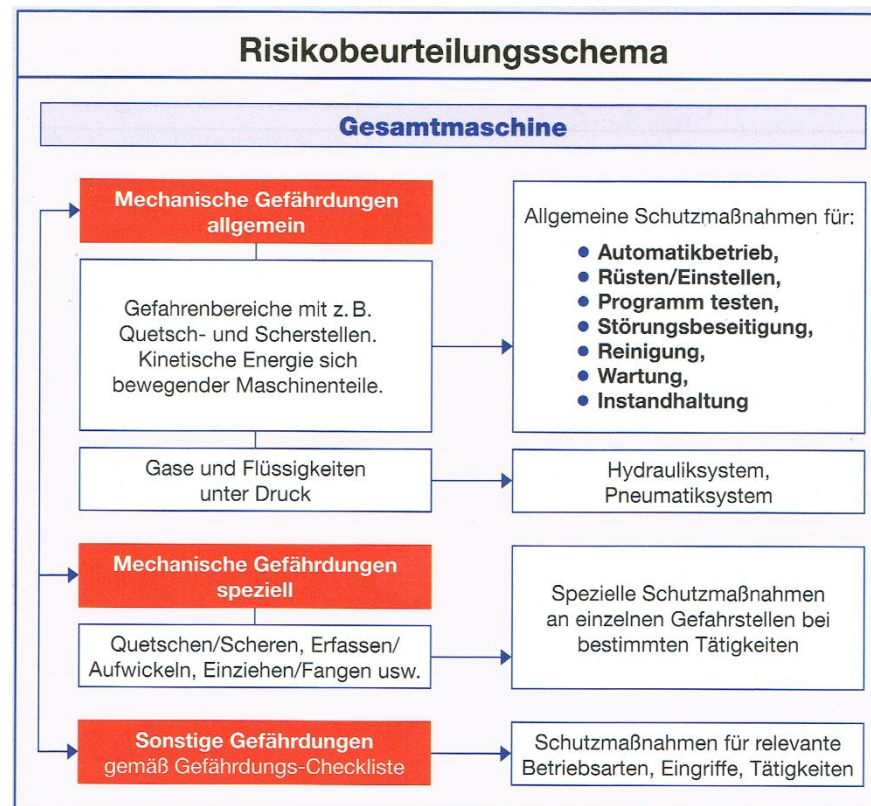 Risikobeurteilungsschema
Gesamtmaschine
Mechanische Gefährdungen
allgemein
Gefahrenbereiche mit z. B.
Quetsch- und Scherstellen.
Kinetische Energie sich
bewegender Maschinenteile.
Allgemeine Schutzmaßnahmen für:
● Automatikbetrieb,
● Rüsten/Einstellen,
● Programm testen,
● Störungsbeseitigung,
● Reinigung,
● Wartung,
● Instandhaltung
Gase und Flüssigkeiten
unter Druck
Hydrauliksystem,
Pneumatiksystem
Mechanische Gefährdungen
speziell
Quetschen/Scheren, Erfassen/
Aufwickeln, Einziehen/Fangen usw.
Spezielle Schutzmaßnahmen
an einzelnen Gefahrstellen bei
bestimmten Tätigkeiten
Sonstige Gefährdungen
gemäß Gefährdungs-Checkliste
Schutzmaßnahmen für relevante
Betriebsarten, Eingriffe, Tätigkeiten